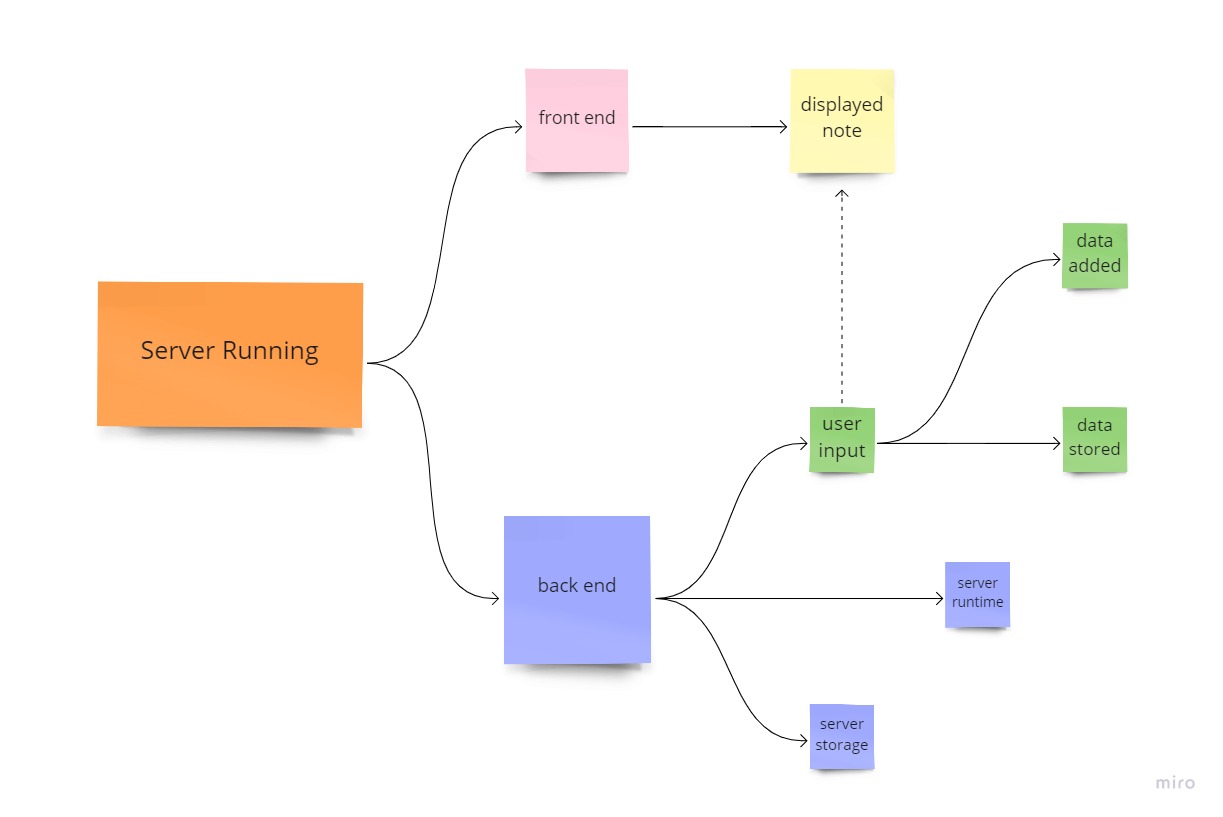 front end
displayed
note
data
added
Server Running
user
input
data
stored
back end
server
runtime
server
storage
miro